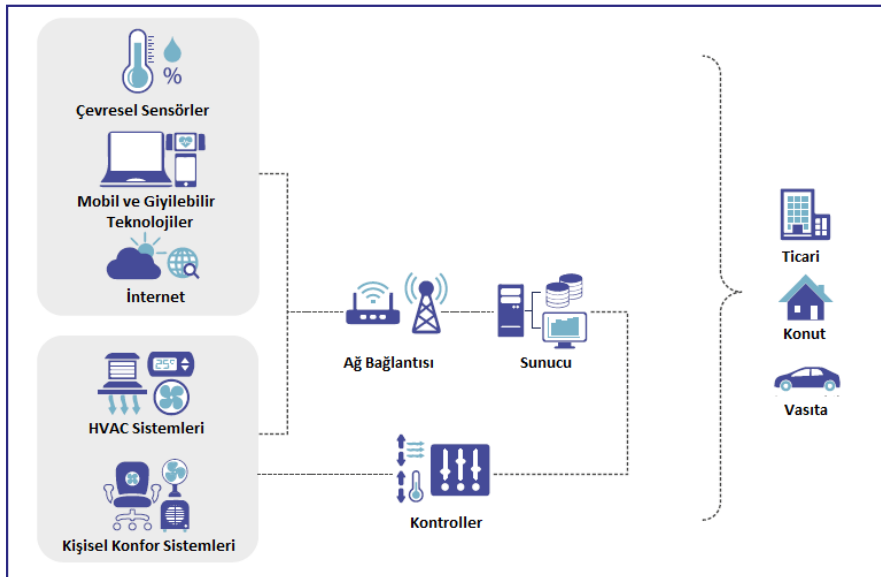 %
Çevresel Sensörler
Mobil ve Giyilebilir
Teknolojiler
İnternet
25°
HVAC Sistemleri
Kişisel Konfor Sistemleri
Ağ Bağlantısı
Sunucu
Kontroller
Ticari
Konut
Vasıta